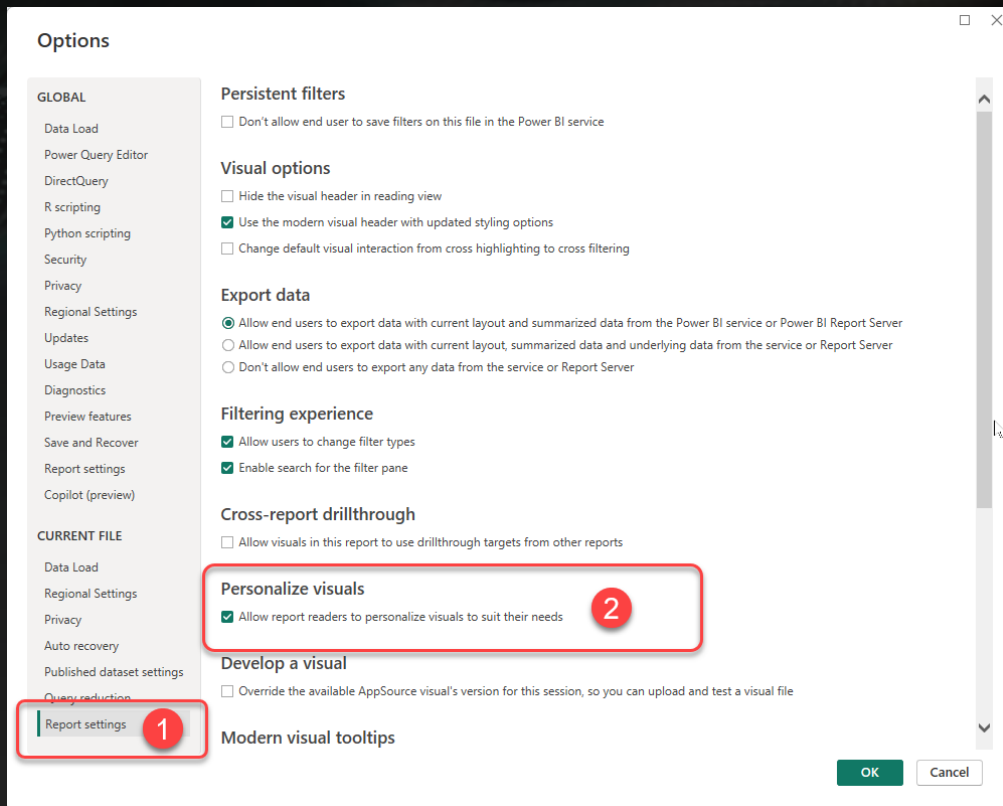 Options
GLOBAL
Data Load
Power Query Editor
DirectQuery
R scripting
Python scripting
Security
Privacy
Regional Settings
Updates
Usage Data
Diagnostics
Preview features
Save and Recover
Report settings
Copilot (preview)
CURRENT FILE
Data Load
Regional Settings
Privacy
Auto recovery
Published dataset settings
Query reduction
Report settings
1
Persistent filters
Don't allow end user to save filters on this file in the Power BI service
Visual options
Hide the visual header in reading view
Use the modern visual header with updated styling options
Change default visual interaction from cross highlighting to cross filtering
Export data
Allow end users to export data with current layout and summarized data from the Power BI service or Power BI Report Server
Allow end users to export data with current layout, summarized data and underlying data from the service or Report Server
Don't allow end users to export any data from the service or Report Server
Filtering experience
Allow users to change filter types
Enable search for the filter pane
Cross-report drillthrough
Allow visuals in this report to use drillthrough targets from other reports
Personalize visuals
Allow report readers to personalize visuals to suit their needs
2
Develop a visual
Override the available AppSource visual's version for this session, so you can upload and test a visual file
Modern visual tooltips
OK
Cancel